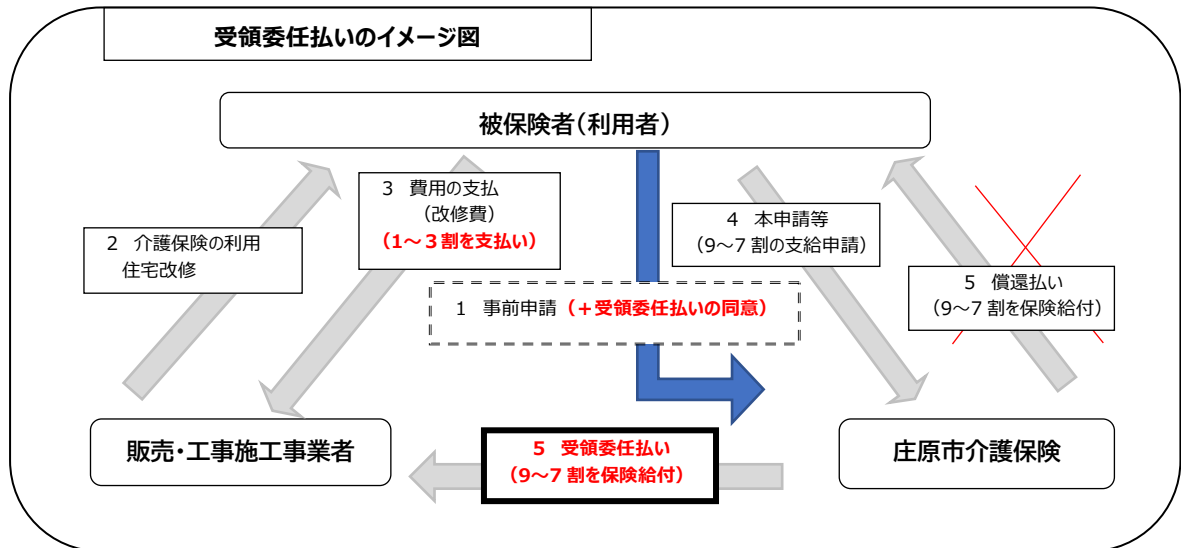 受領委任払いのイメージ図
被保険者(利用者)
3 費用の支払
(改修費)
(1～3割を支払い)
2 介護保険の利用
住宅改修
4 本申請等
(9～7割の支給申請)
5 償還払い
(9～7割を保険給付)
1 事前申請(+受領委任払いの同意)
販売・工事施工事業者
5 受領委任払い
(9～7割を保険給付)
庄原市介護保険